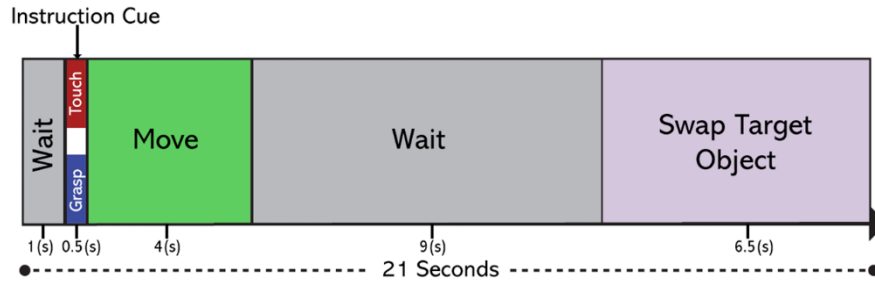 Instruction Cue
Wait
Touch
Grasp
Move
Wait
Swap Target
Object
1(s) 0.5(s) 4(s) 9(s) 6.5(s)
21 Seconds